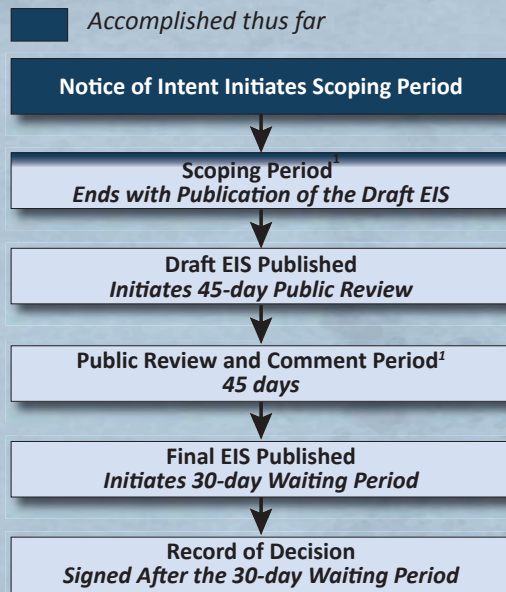 Accomplished thus far
Notice of Intent Initiates Scoping Period
Scoping Period¹
Ends with Publication of the Draft EIS
Draft EIS Published
Initiates 45-day Public Review
Public Review and Comment Period¹
45 days
Final EIS Published
Initiates 30-day Waiting Period
Record of Decision
Signed After the 30-day Waiting Period